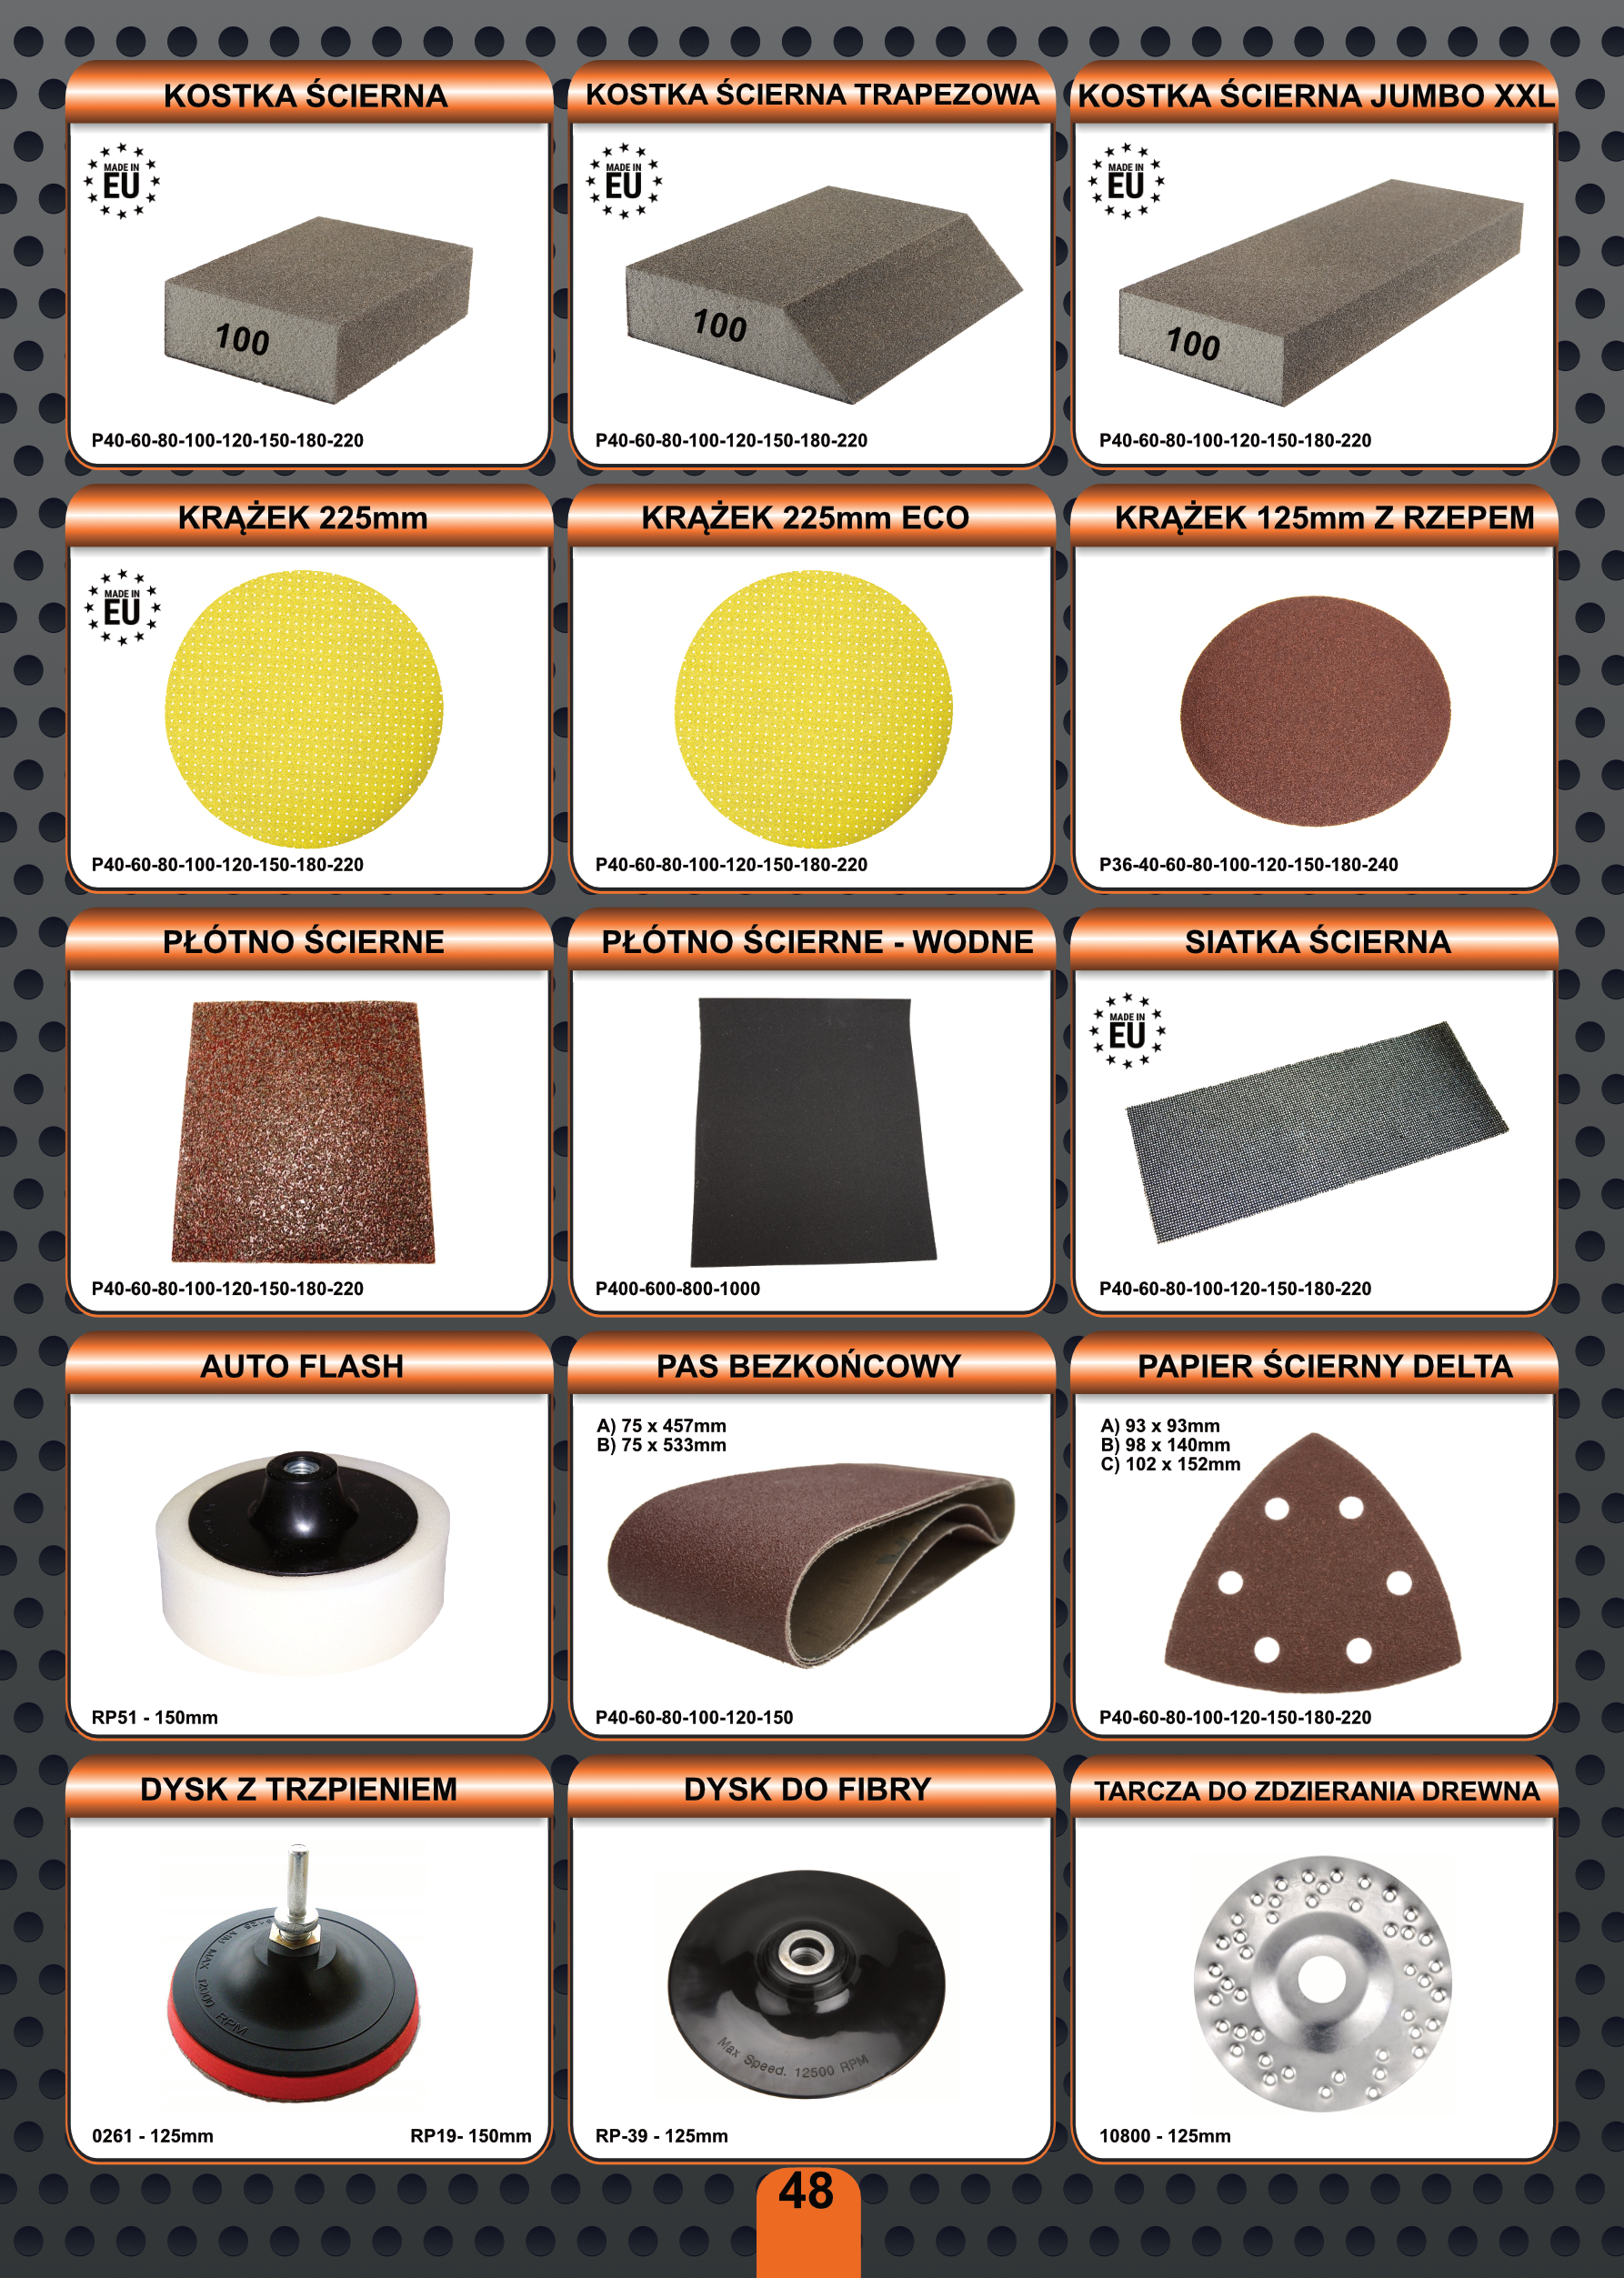 KOSTKA ŚCIERNA
MADE IN
EU
100
P40-60-80-100-120-150-180-220
KOSTKA ŚCIERNA TRAPEZOWA
MADE IN
EU
100
P40-60-80-100-120-150-180-220
KOSTKA ŚCIERNA JUMBO XXL
MADE IN
EU
100
P40-60-80-100-120-150-180-220
KRĄŻEK 225mm
MADE IN
EU
P40-60-80-100-120-150-180-220
KRĄŻEK 225mm ECO
P40-60-80-100-120-150-180-220
KRĄŻEK 125mm Z RZEPEM
P36-40-60-80-100-120-150-180-240
PŁÓTNO ŚCIERNE
P40-60-80-100-120-150-180-220
PŁÓTNO ŚCIERNE - WODNE
P400-600-800-1000
SIATKA ŚCIERNA
MADE IN
EU
P40-60-80-100-120-150-180-220
AUTO FLASH
RP51 - 150mm
PAS BEZKOŃCOWY
A) 75 x 457mm
B) 75 x 533mm
P40-60-80-100-120-150
PAPIER ŚCIERNY DELTA
A) 93 x 93mm
B) 98 x 140mm
C) 102 x 152mm
P40-60-80-100-120-150-180-220
DYSK Z TRZPIENIEM
MM MAX 12000 RPM
0261 - 125mm
RP19- 150mm
DYSK DO FIBRY
Max Speed. 12500 RPM
RP-39 - 125mm
TARCZA DO ZDZIERANIA DREWNA
10800 - 125mm
48